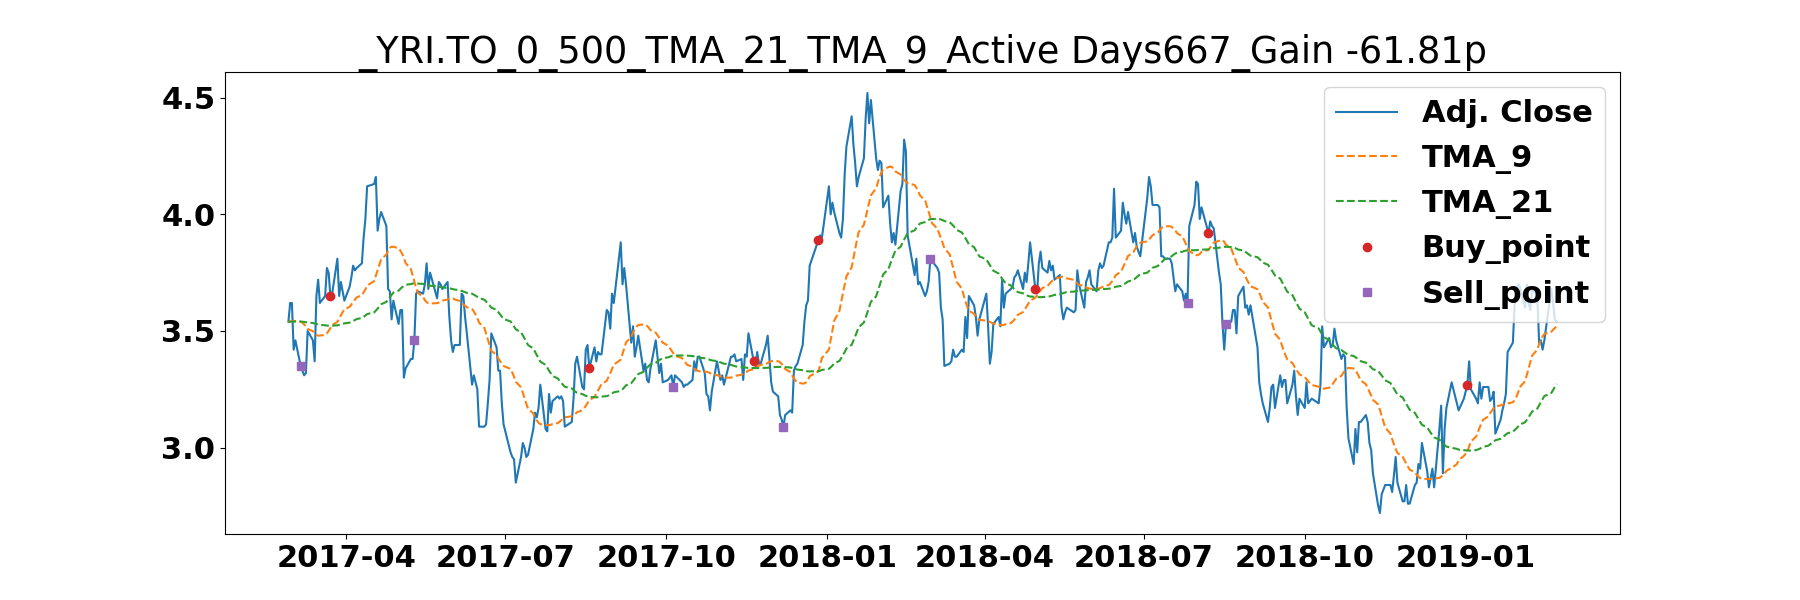 _YRI.TO_0_500_TMA_21_TMA_9_Active Days667_Gain -61.81p
4.5
4.0
3.5
3.0
Adj. Close
TMA_9
TMA_21
Buy_point
Sell_point
2017-04 2017-07 2017-10 2018-01 2018-04 2018-07 2018-10 2019-01